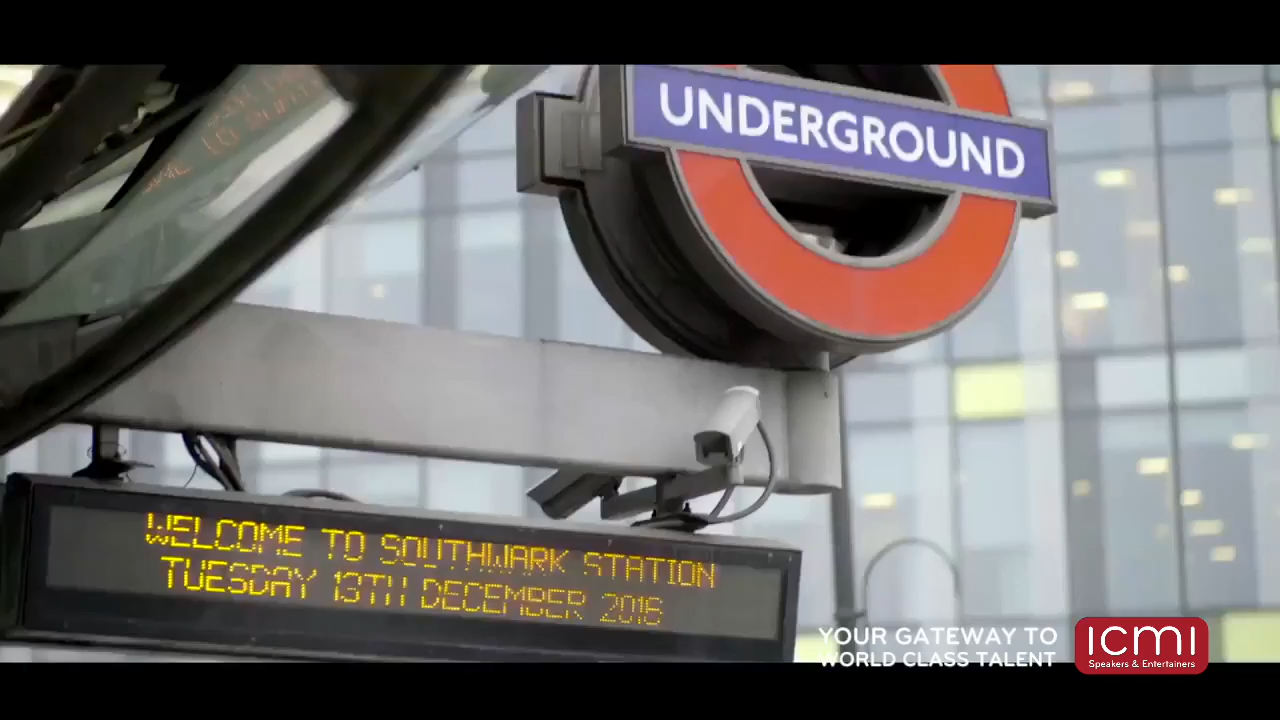 UNDERGROUND
WELCOME TO SOUTHWARK STATION
TUESDAY 13TH DECEMBER 2016
YOUR GATEWAY TO
WORLD CLASS TALENT
ICMI
Speakers & Entertainers